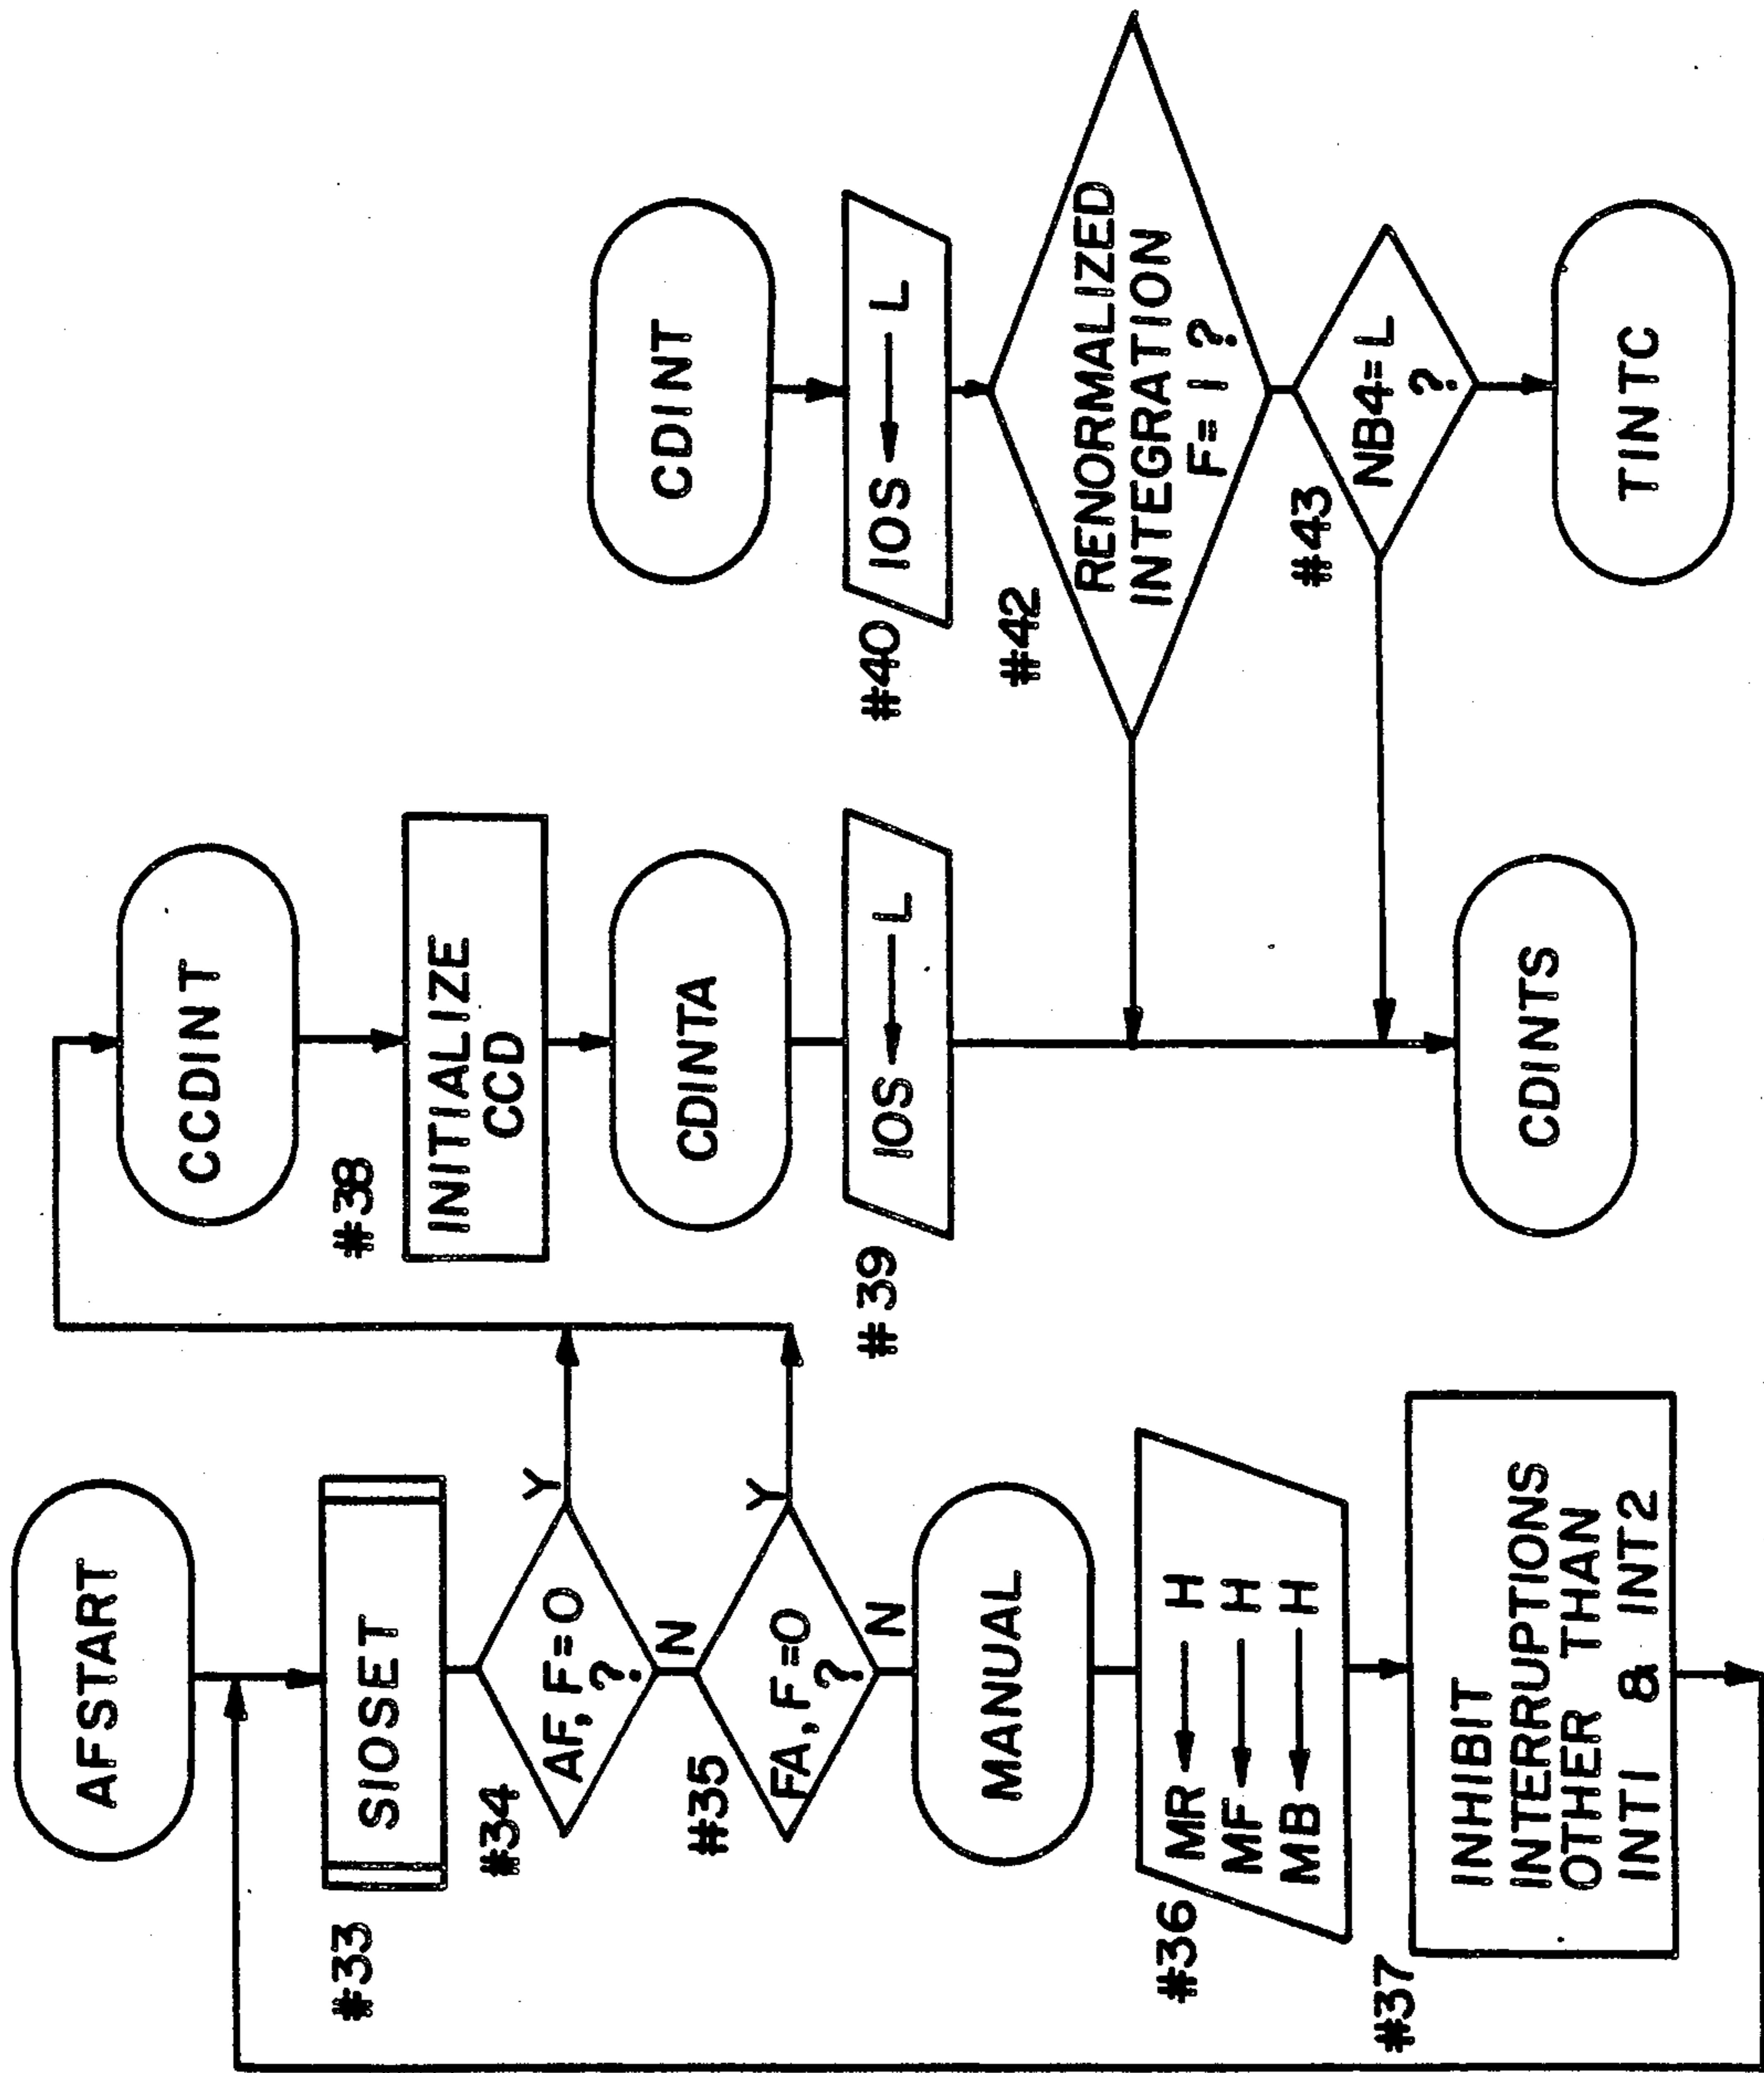 AFSTART
#33
SIOSET
#34
AF, F=0
?
Y
N
#35
FA, F=0
?
Y
N
MANUAL
#36
MR ← H
MF ← H
MB ← H
#37
INHIBIT
INTERRUPTIONS
OTHER THAN
INT1 & INT2
CCDINT
#38
INITIALIZE
CCD
CDINTA
#39
IOS ← L
CDINTS
CDINT
#40
IOS ← L
#42
RENORMALIZED
INTEGRATION
F=1?
#43
NB4=L
?
TINTC